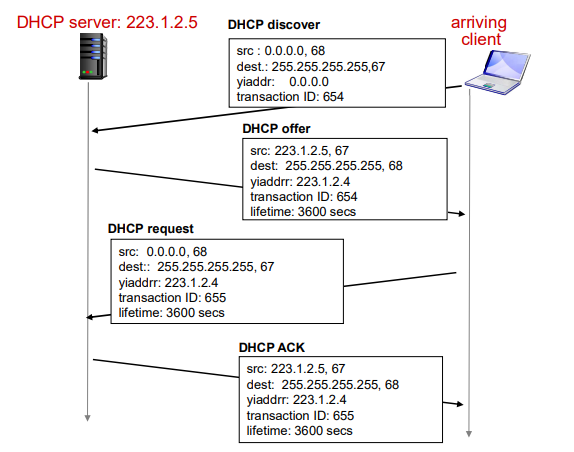 DHCP server: 223.1.2.5
DHCP discover
arriving
client
src : 0.0.0.0, 68
dest.: 255.255.255.255,67
yiaddr: 0.0.0.0
transaction ID: 654
DHCP offer
src: 223.1.2.5, 67
dest: 255.255.255.255, 68
yiaddrr: 223.1.2.4
transaction ID: 654
lifetime: 3600 secs
DHCP request
src: 0.0.0.0, 68
dest:: 255.255.255.255, 67
yiaddrr: 223.1.2.4
transaction ID: 655
lifetime: 3600 secs
DHCP ACK
src: 223.1.2.5, 67
dest: 255.255.255.255, 68
yiaddrr: 223.1.2.4
transaction ID: 655
lifetime: 3600 secs